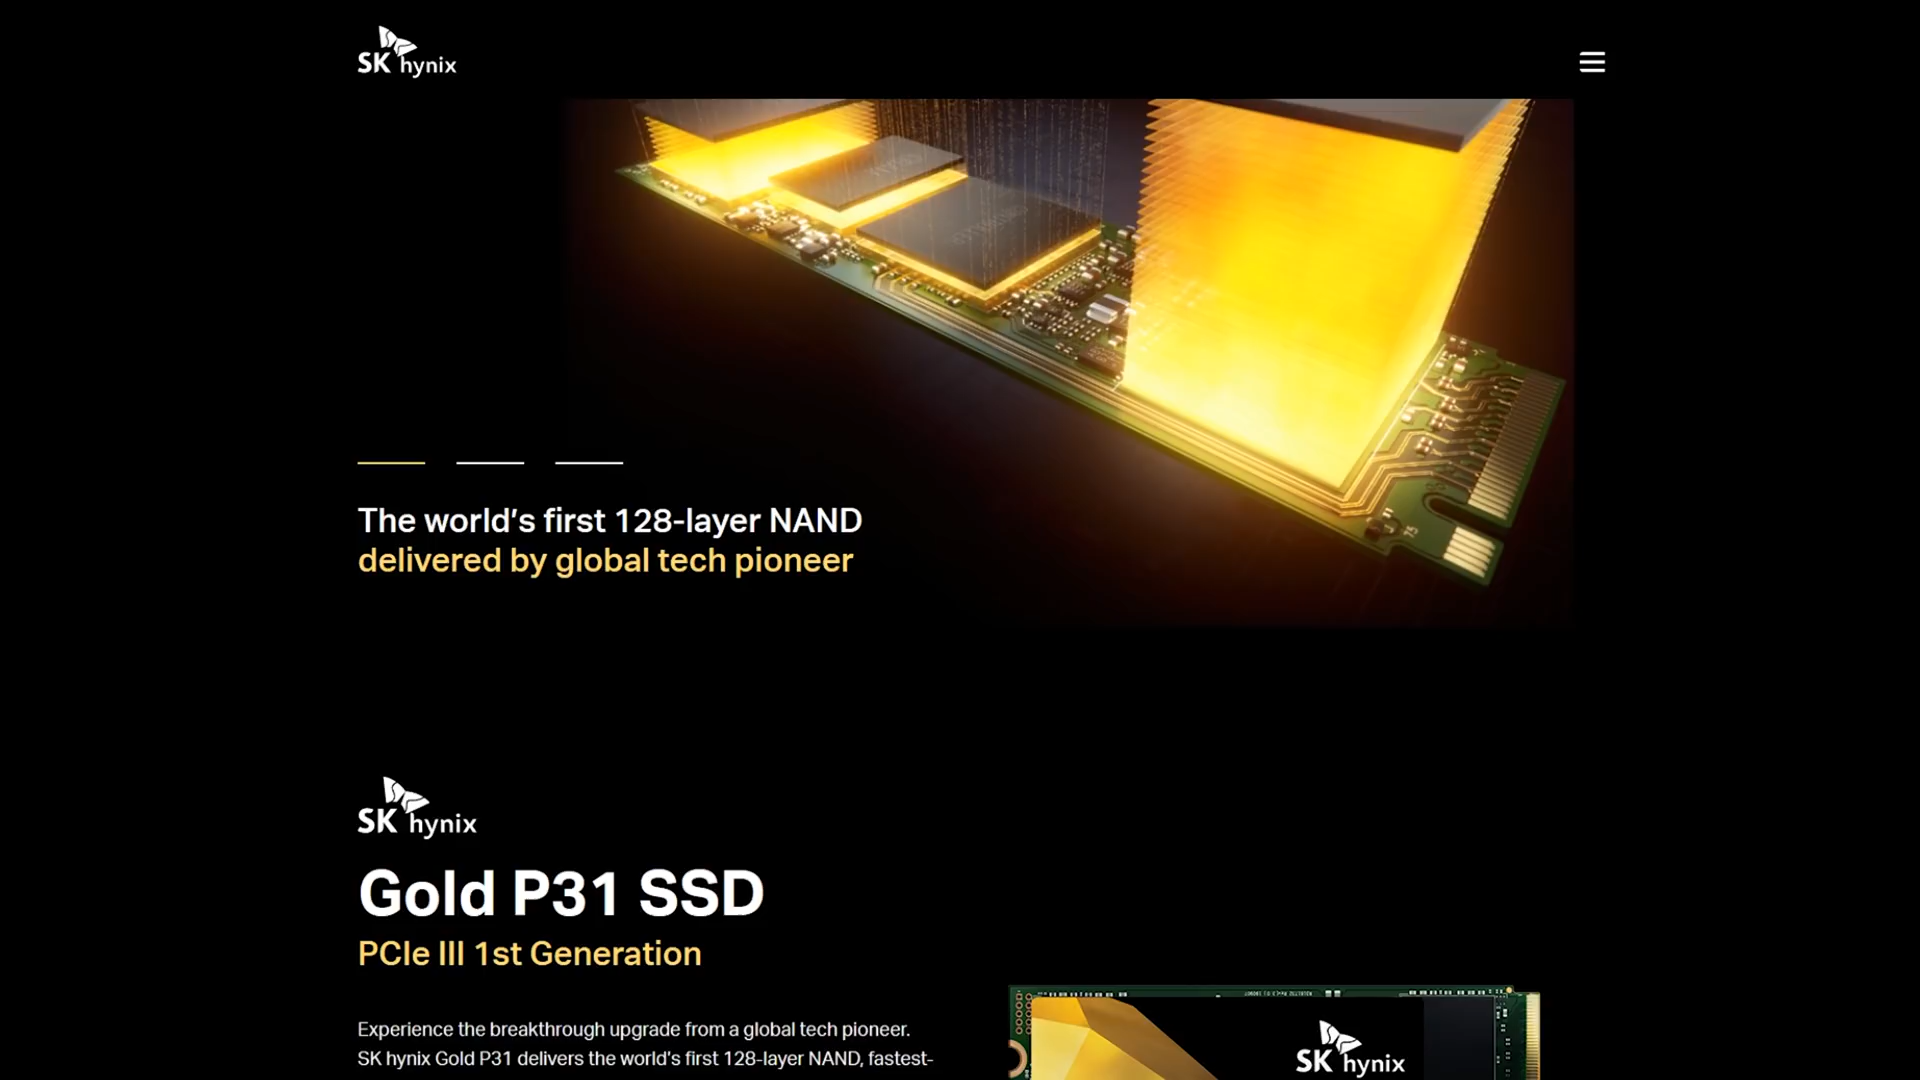 SK hynix
The world's first 128-layer NAND
delivered by global tech pioneer
SK hynix
Gold P31 SSD
PCIe III 1st Generation
Experience the breakthrough upgrade from a global tech pioneer.
SK hynix Gold P31 delivers the world's first 128-layer NAND, fastest-
SK hynix